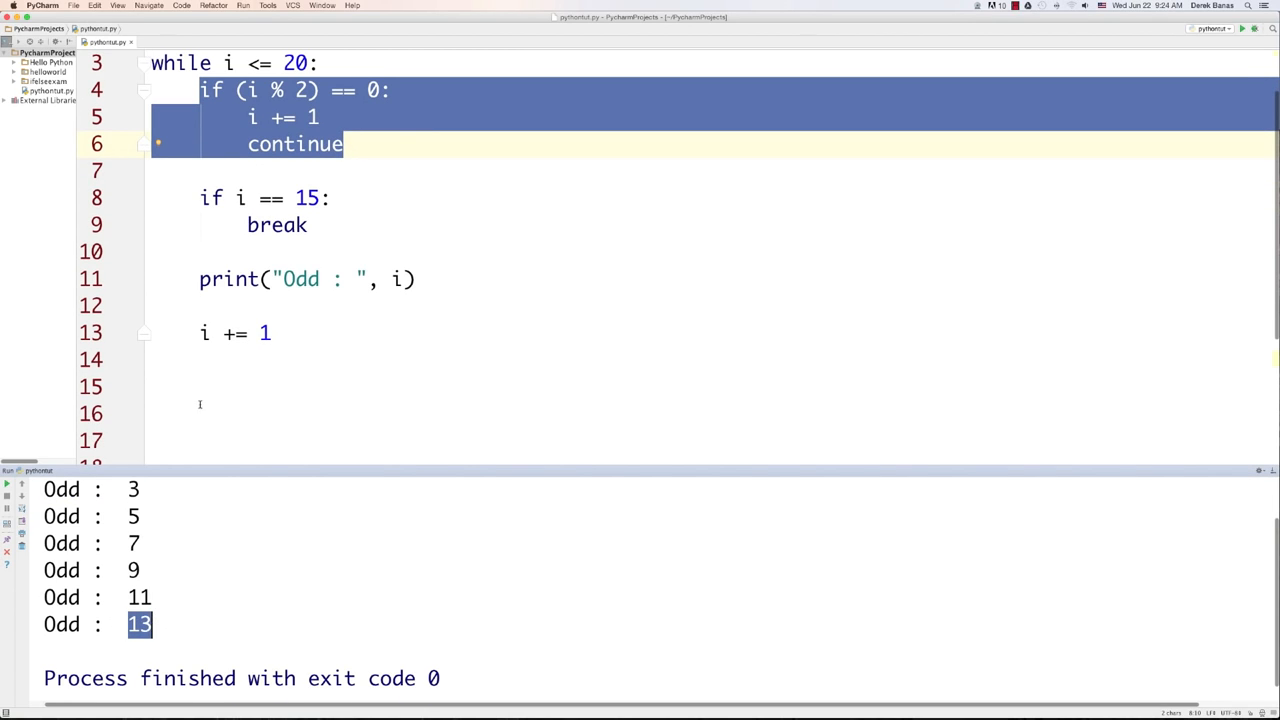 PyCharm File Edit View Navigate Code Refactor Run Tools VCS Window Help
10 Wed Jun 22 9:24 AM Derek Banas
pythontut.py - PycharmProjects - [~/PycharmProjects]
PycharmProjects pythontut.py
pythontut
pythontut.py
PycharmProject
Hello Python
helloworld
ifelseexam
pythontut.py
External Librarie
3 while i <= 20:
4 if (i % 2) == 0:
5 i += 1
6 continue
7
8 if i == 15:
9 break
10
11 print("Odd : ", i)
12
13 i += 1
14
15
16
17
Run pythontut
Odd : 3
Odd : 5
Odd : 7
Odd : 9
Odd : 11
Odd : 13
Process finished with exit code 0
2 chars 8:10 LF÷ UTF-8÷